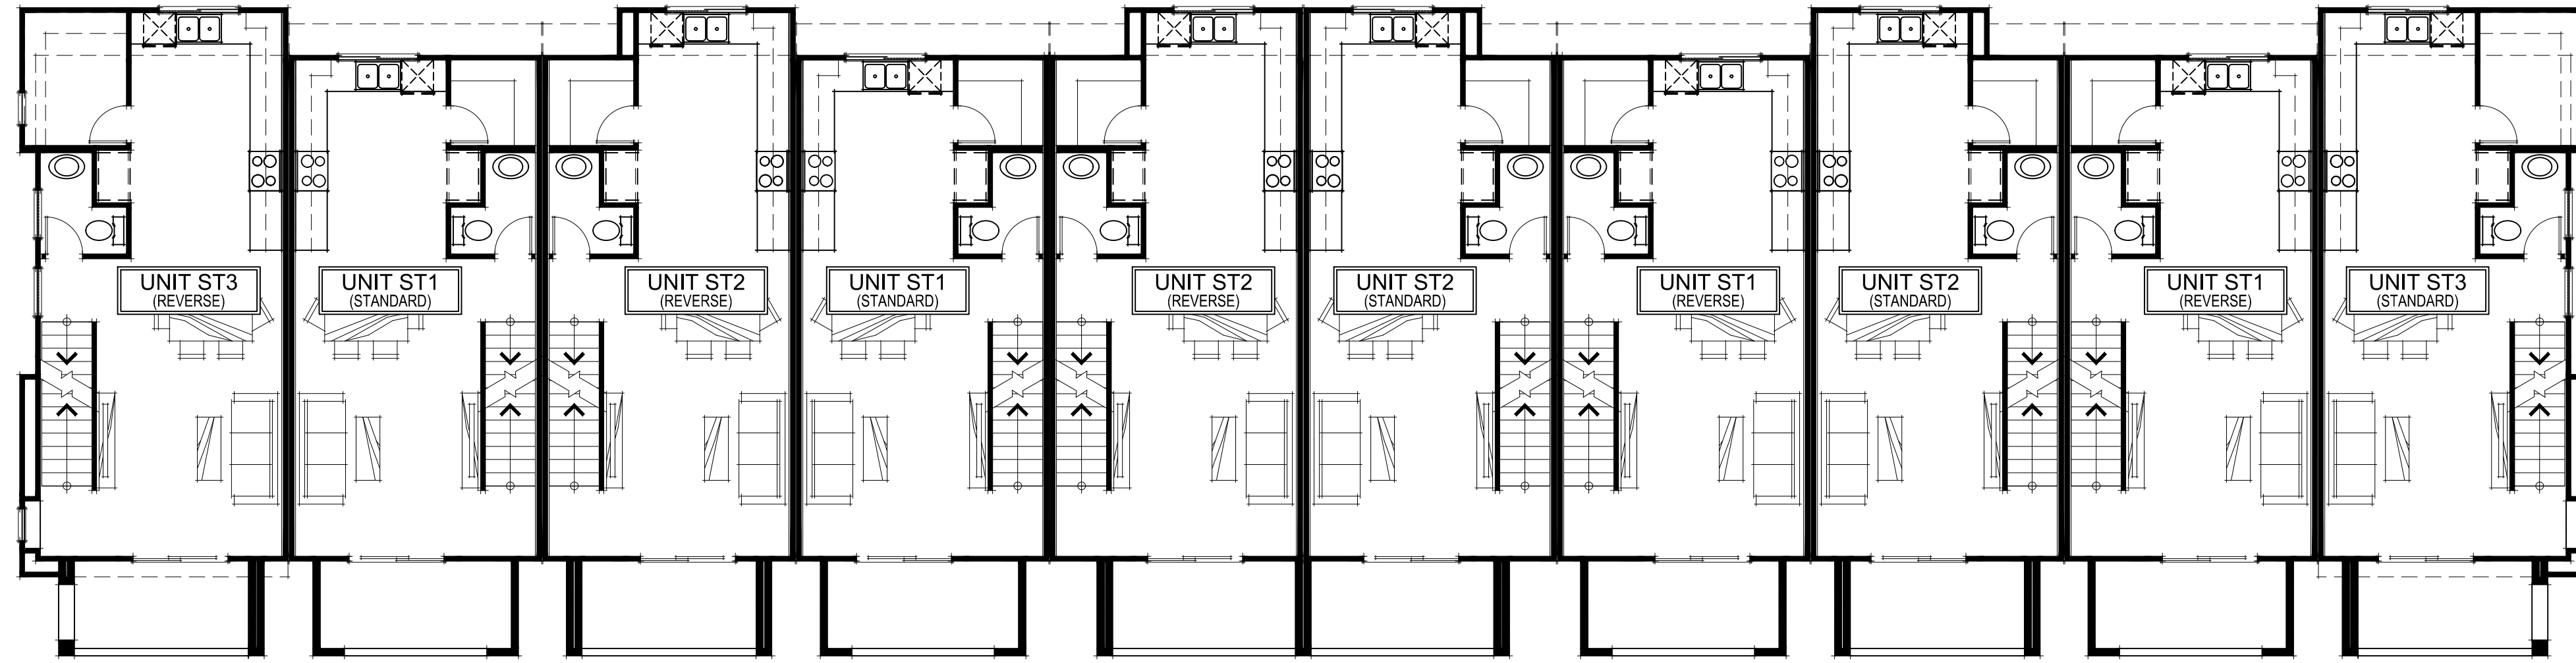 UNIT ST3
(REVERSE)
UNIT ST1
(STANDARD)
UNIT ST2
(REVERSE)
UNIT ST1
(STANDARD)
UNIT ST2
(REVERSE)
UNIT ST2
(STANDARD)
UNIT ST1
(REVERSE)
UNIT ST2
(STANDARD)
UNIT ST1
(REVERSE)
UNIT ST3
(STANDARD)